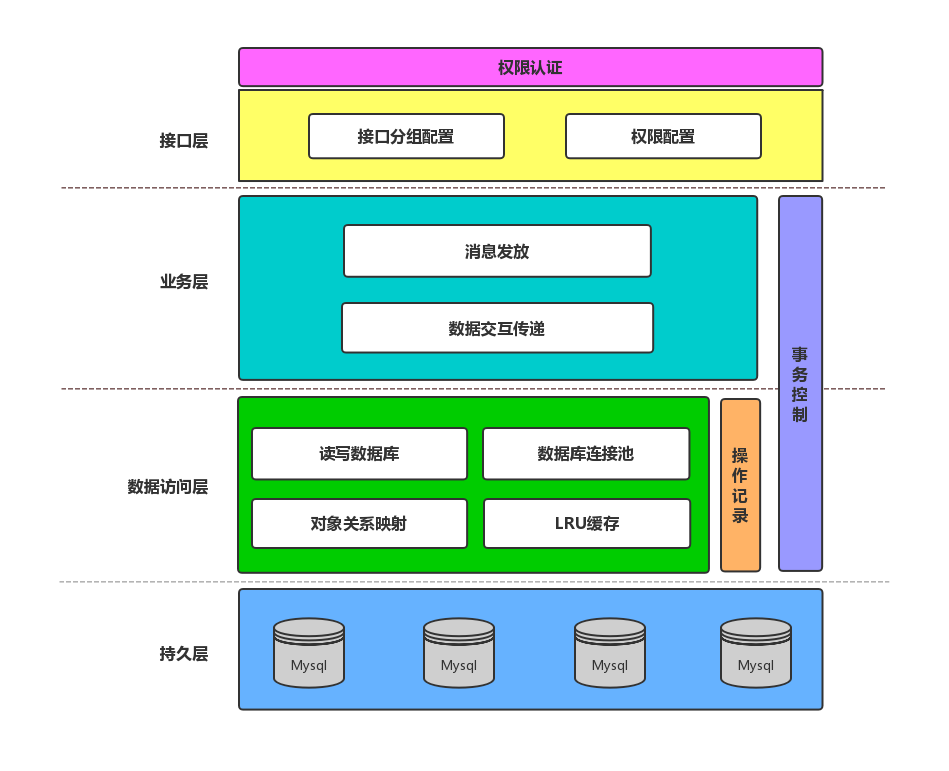 权限认证
接口层
接口分组配置
权限配置
业务层
消息发放
数据交互传递
事务控制
数据访问层
读写数据库
数据库连接池
对象关系映射
LRU缓存
操作记录
持久层
Mysql
Mysql
Mysql
Mysql